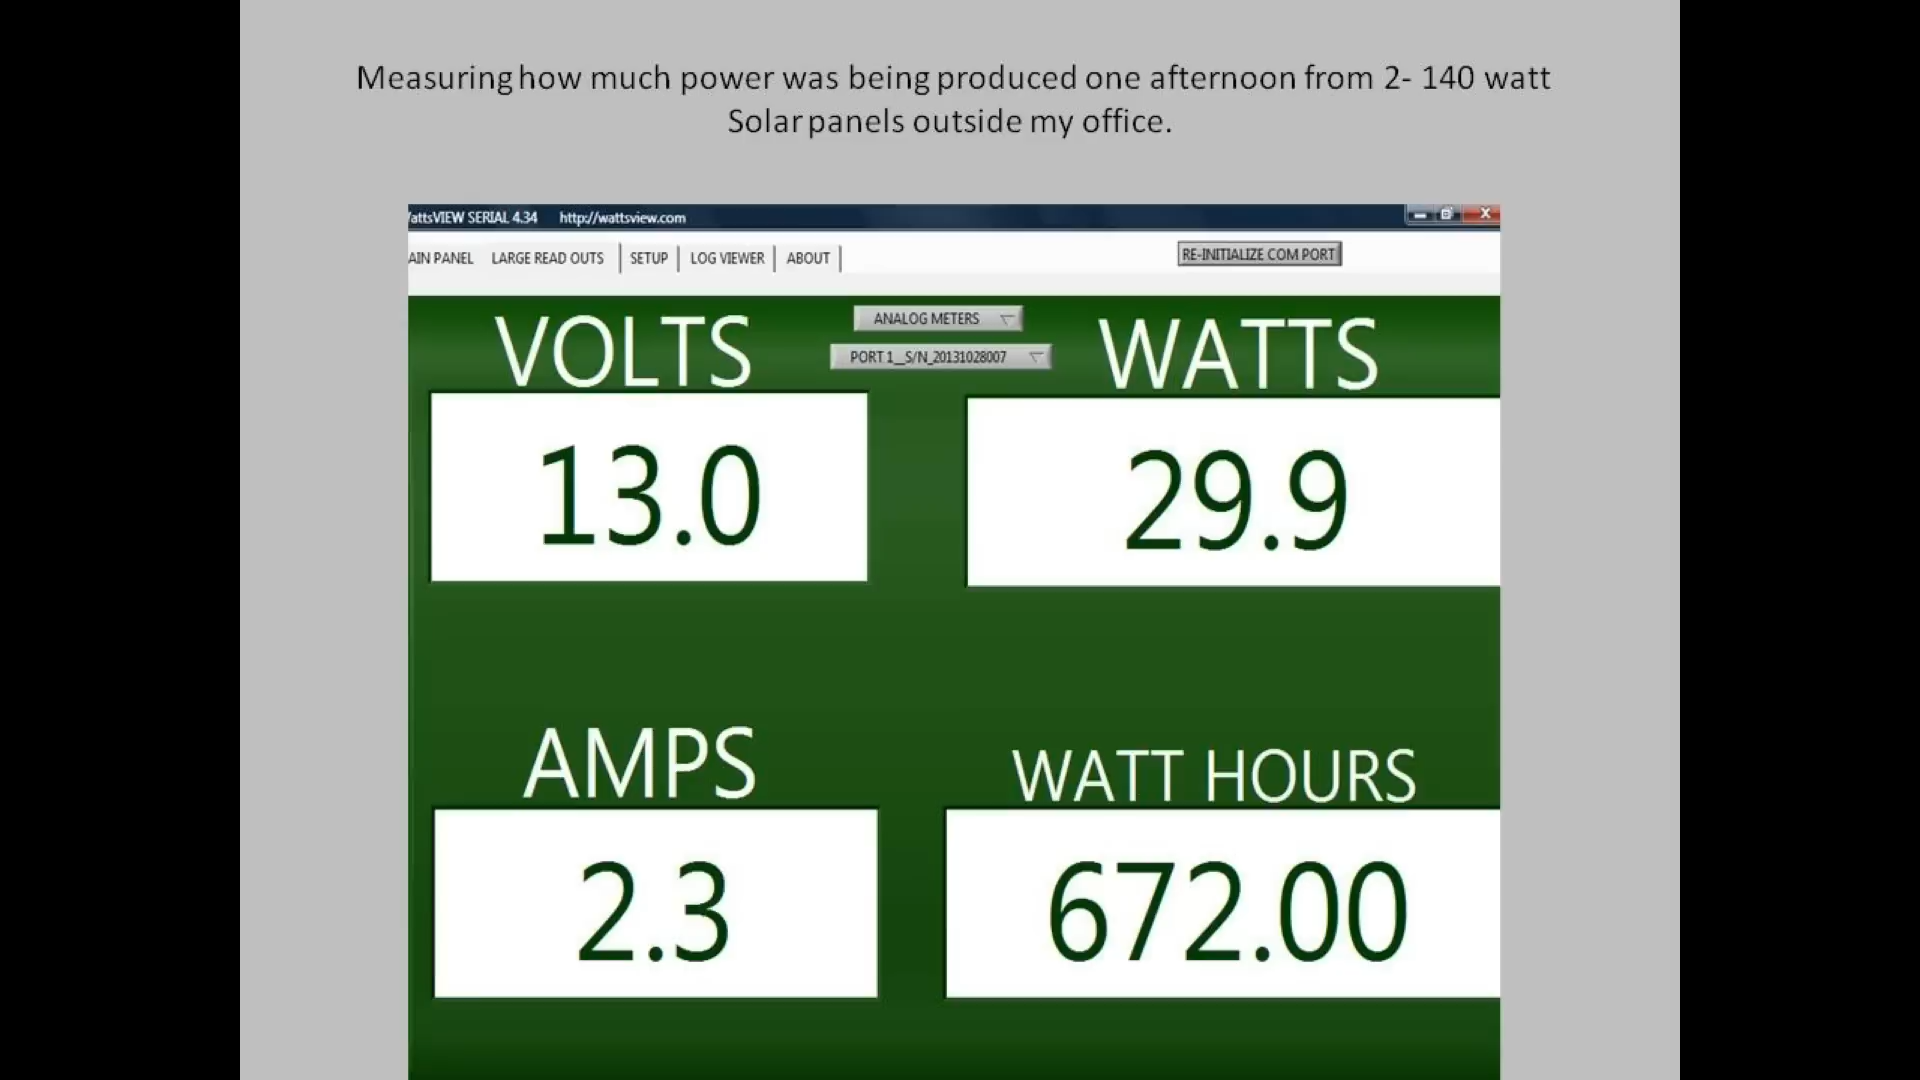 Measuring how much power was being produced one afternoon from 2- 140 watt
Solar panels outside my office.
attsVIEW SERIAL 4.34 http://wattsview.com
AIN PANEL LARGE READ OUTS SETUP LOG VIEWER ABOUT RE-INITIALIZE COM PORT
ANALOG METERS
PORT 1__S/N_20131028007
VOLTS WATTS
13.0 29.9
AMPS WATT HOURS
2.3 672.00